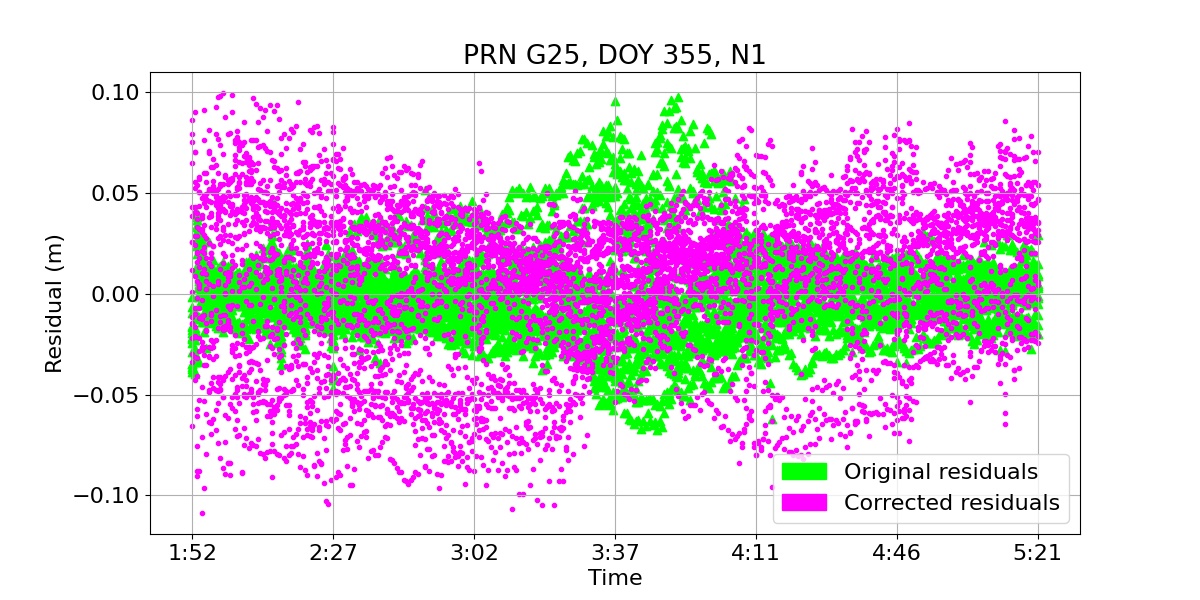 PRN G25, DOY 355, N1
Residual (m)
0.10
0.05
0.00
−0.05
−0.10
Original residuals
Corrected residuals
1:52 2:27 3:02 3:37 4:11 4:46 5:21
Time